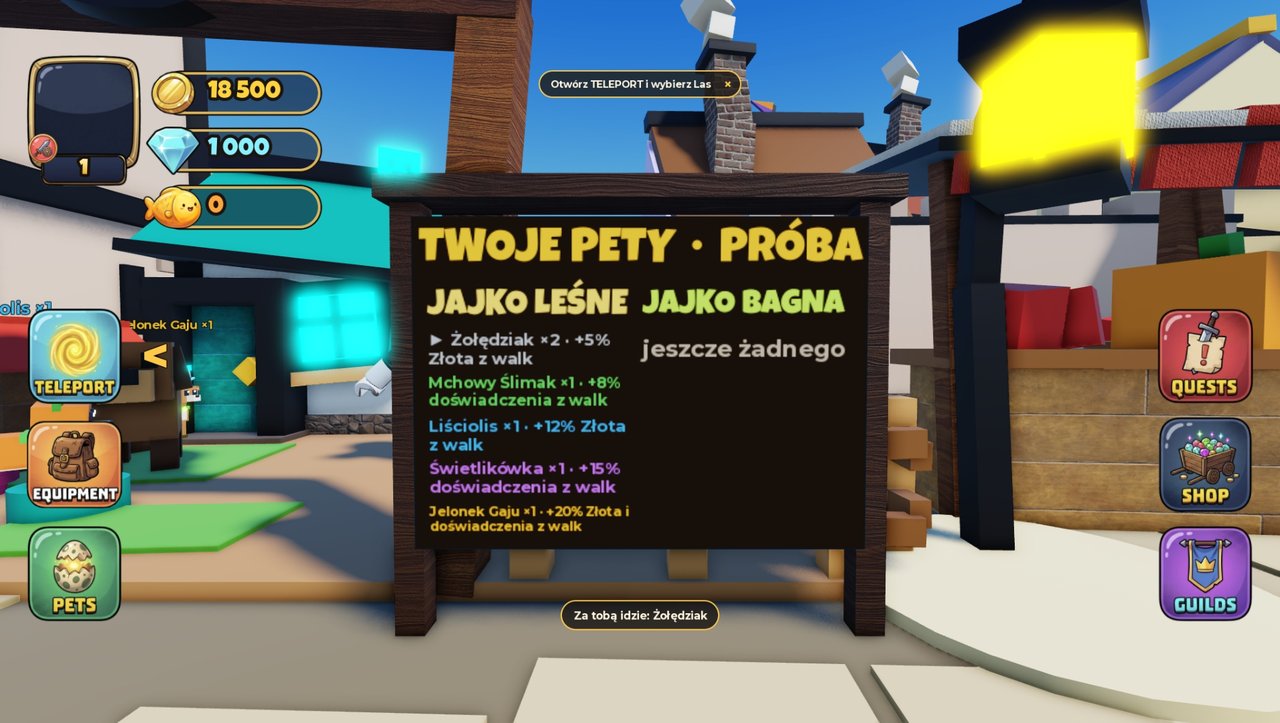 18 500
Otwórz TELEPORT i wybierz Las ×
1 000
1
0
TWOJE PETY · PRÓBA
JAJKO LEŚNE
JAJKO BAGNA
► Żołędziak ×2 · +5%
Złota z walk
jeszcze żadnego
Mchowy Ślimak ×1 · +8%
doświadczenia z walk
Liściolis ×1 · +12% Złota
z walk
Świetlikówka ×1 · +15%
doświadczenia z walk
Jelonek Gaju ×1 · +20% Złota i
doświadczenia z walk
olis ×1
elonek Gaju ×1
TELEPORT
EQUIPMENT
PETS
QUESTS
SHOP
GUILDS
Za tobą idzie: Żołędziak